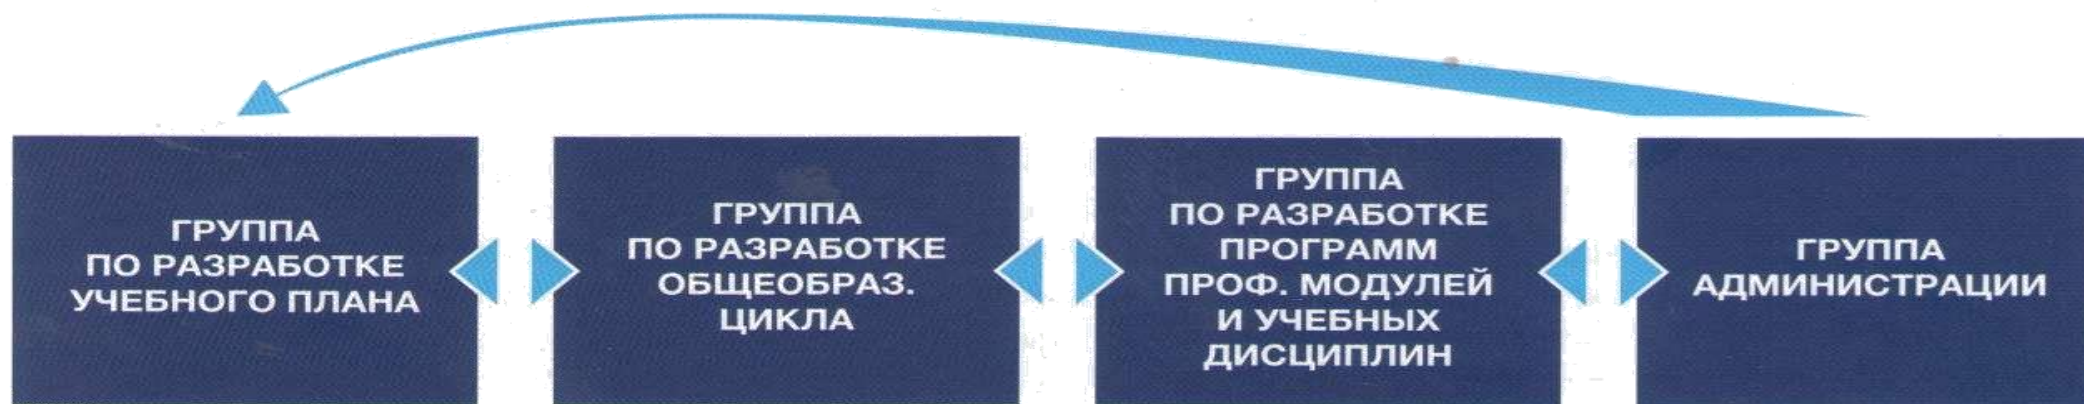 ГРУППА
ПО РАЗРАБОТКЕ
УЧЕБНОГО ПЛАНА
ГРУППА
ПО РАЗРАБОТКЕ
ОБЩЕОБРАЗ.
ЦИКЛА
ГРУППА
ПО РАЗРАБОТКЕ
ПРОГРАММ
ПРОФ. МОДУЛЕЙ
И УЧЕБНЫХ
ДИСЦИПЛИН
ГРУППА
АДМИНИСТРАЦИИ